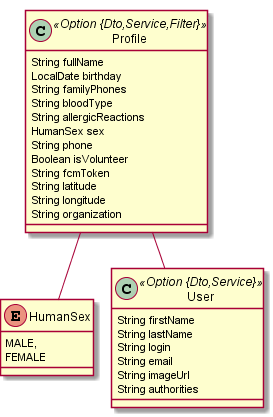 C
«Option {Dto,Service,Filter}»
Profile
String fullName
LocalDate birthday
String familyPhones
String bloodType
String allergicReactions
HumanSex sex
String phone
Boolean isVolunteer
String fcmToken
String latitude
String longitude
String organization
E HumanSex
MALE,
FEMALE
C
«Option {Dto,Service}»
User
String firstName
String lastName
String login
String email
String imageUrl
String authorities